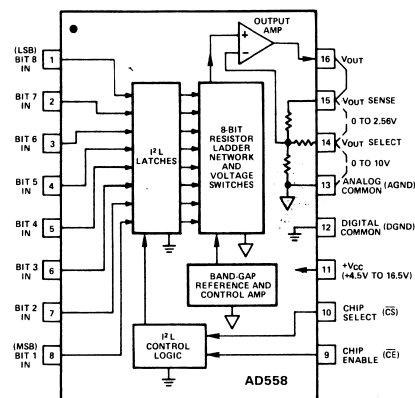 OUTPUT
AMP
+
−
(LSB)
BIT 8
IN
1
BIT 7
IN
2
BIT 6
IN
3
BIT 5
IN
4
BIT 4
IN
5
BIT 3
IN
6
BIT 2
IN
7
(MSB)
BIT 1
IN
8
I²L
LATCHES
8-BIT
RESISTOR
LADDER
NETWORK
AND
VOLTAGE
SWITCHES
BAND-GAP
REFERENCE AND
CONTROL AMP
I²L
CONTROL
LOGIC
AD558
16 VOUT
15 VOUT SENSE
0 TO 2.56V
14 VOUT SELECT
0 TO 10V
13 ANALOG
COMMON (AGND)
12 DIGITAL
COMMON (DGND)
11 +VCC
(+4.5V TO 16.5V)
10 CHIP
SELECT (C̅S̅)
9 CHIP
ENABLE (C̅E̅)